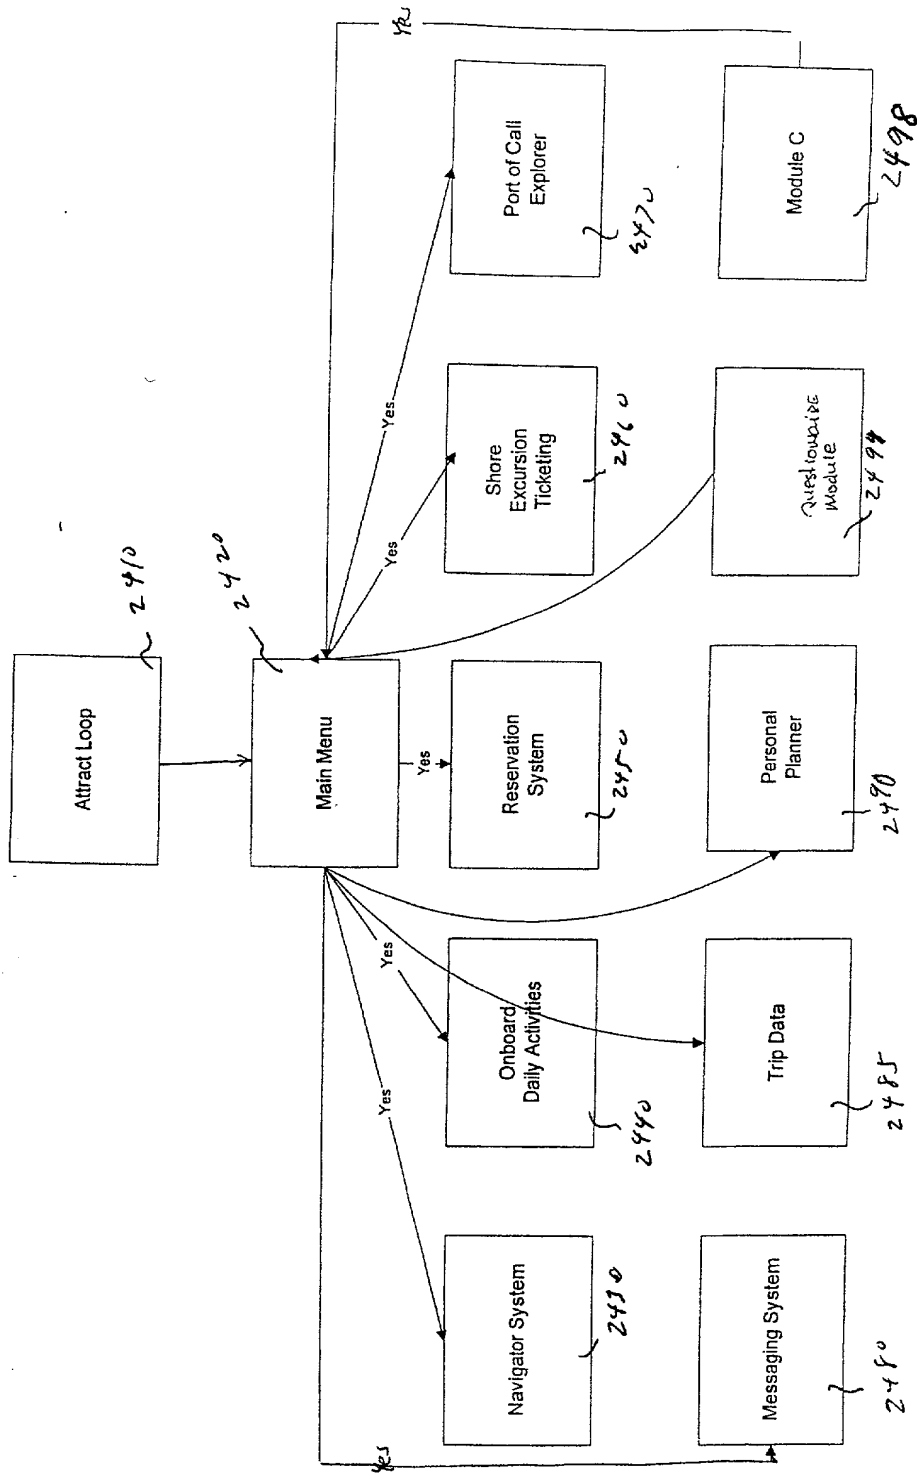 Attract Loop
2410
Main Menu
2420
Yes
Yes
Yes
Yes
Yes
Yes
Yes
Navigator System
2430
Onboard
Daily Activities
2440
Reservation
System
2450
Shore
Excursion
Ticketing
2460
Port of Call
Explorer
2470
Messaging System
2480
Trip Data
2485
Personal
Planner
2490
Questionaire
Module
2494
Module C
2498